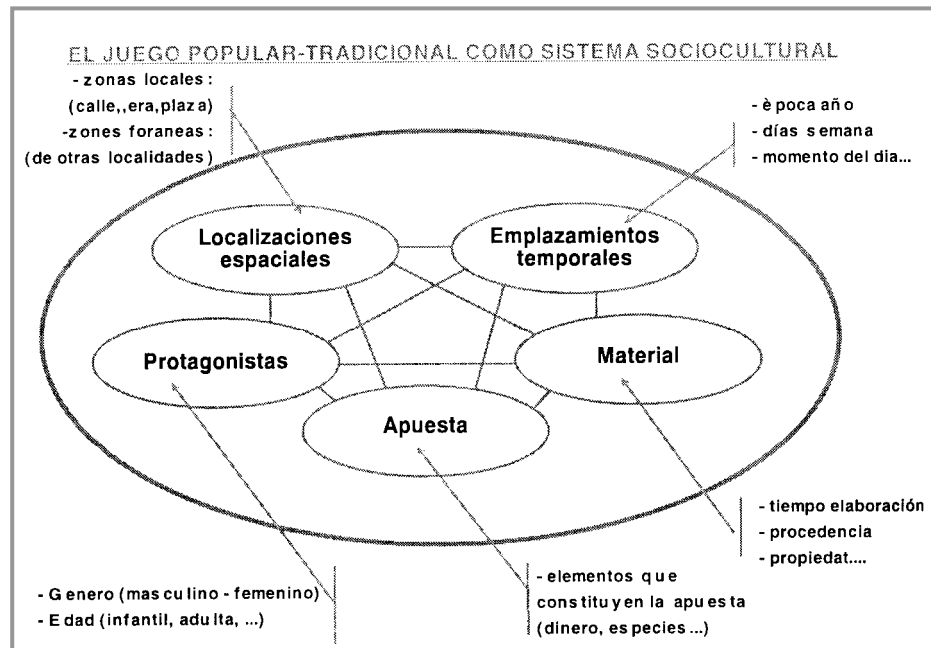 EL JUEGO POPULAR-TRADICIONAL COMO SISTEMA SOCIOCULTURAL
- zonas locales:
(calle,,era,plaza)
-zones foraneas:
(de otras localidades)
- època año
- días semana
- momento del dia...
Localizaciones
espaciales
Emplazamientos
temporales
Protagonistas
Material
Apuesta
- tiempo elaboración
- procedencia
- propiedat....
- Genero (masculino - femenino)
- Edad (infantil, adulta, ...)
- elementos que
constituyen la apuesta
(dinero, especies...)